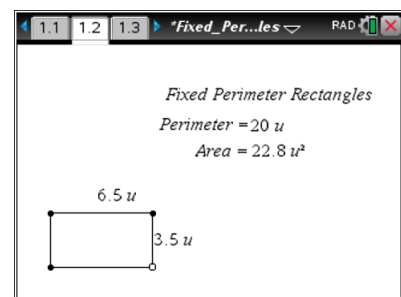 1.1 1.2 1.3 *Fixed_Per...les RAD
Fixed Perimeter Rectangles
Perimeter = 20 u
Area = 22.8 u²
6.5 u
3.5 u